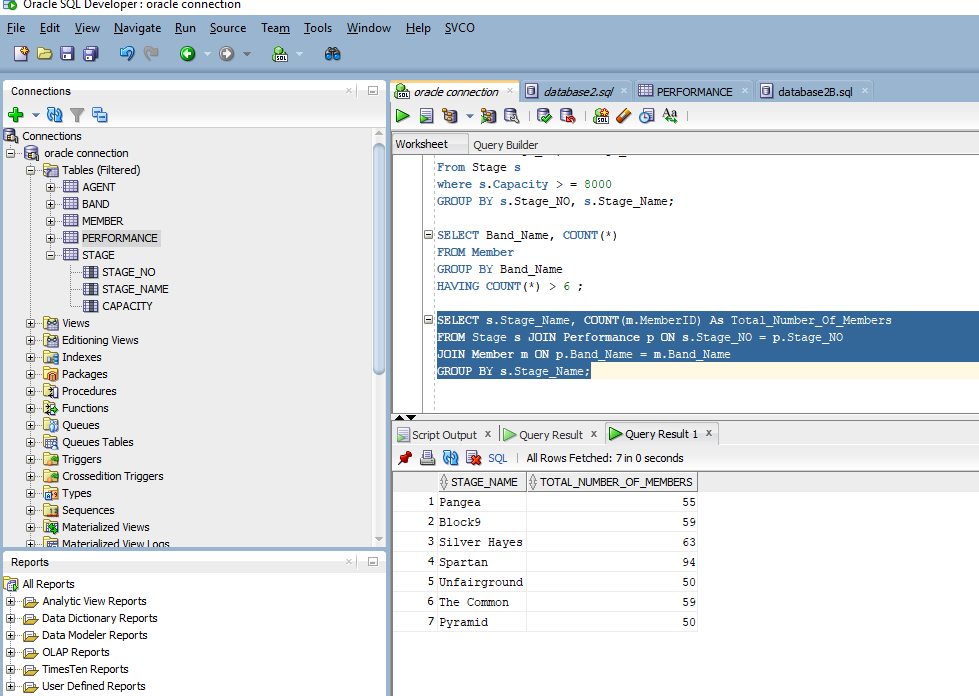 Oracle SQL Developer : oracle connection
File Edit View Navigate Run Source Team Tools Window Help SVCO
Connections
Connections
oracle connection
Tables (Filtered)
AGENT
BAND
MEMBER
PERFORMANCE
STAGE
STAGE_NO
STAGE_NAME
CAPACITY
Views
Editioning Views
Indexes
Packages
Procedures
Functions
Queues
Queues Tables
Triggers
Crossedition Triggers
Types
Sequences
Materialized Views
Materialized View Logs
Reports
All Reports
Analytic View Reports
Data Dictionary Reports
Data Modeler Reports
OLAP Reports
TimesTen Reports
User Defined Reports
oracle connection database2.sql PERFORMANCE database2B.sql
Worksheet Query Builder
From Stage s
where s.Capacity > = 8000
GROUP BY s.Stage_NO, s.Stage_Name;
SELECT Band_Name, COUNT(*)
FROM Member
GROUP BY Band_Name
HAVING COUNT(*) > 6 ;
SELECT s.Stage_Name, COUNT(m.MemberID) As Total_Number_Of_Members
FROM Stage s JOIN Performance p ON s.Stage_NO = p.Stage_NO
JOIN Member m ON p.Band_Name = m.Band_Name
GROUP BY s.Stage_Name;
Script Output Query Result Query Result 1
SQL All Rows Fetched: 7 in 0 seconds
STAGE_NAME TOTAL_NUMBER_OF_MEMBERS
1 Pangea 55
2 Block9 59
3 Silver Hayes 63
4 Spartan 94
5 Unfairground 50
6 The Common 59
7 Pyramid 50